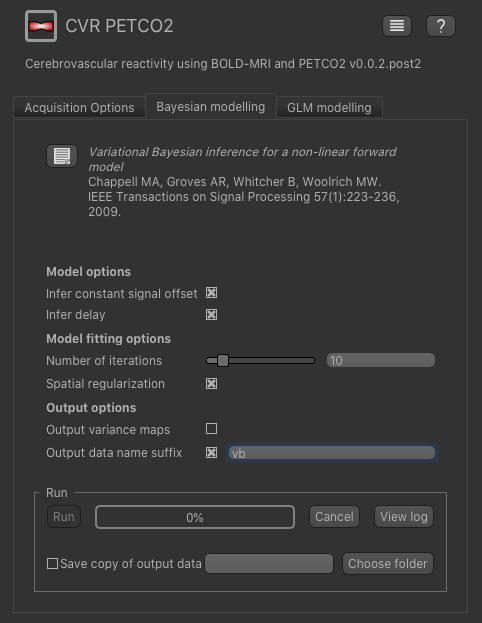 CVR PETCO2
?
Cerebrovascular reactivity using BOLD-MRI and PETCO2 v0.0.2.post2
Acquisition Options Bayesian modelling GLM modelling
Variational Bayesian inference for a non-linear forward
model
Chappell MA, Groves AR, Whitcher B, Woolrich MW.
IEEE Transactions on Signal Processing 57(1):223-236,
2009.
Model options
Infer constant signal offset
Infer delay
Model fitting options
Number of iterations 10
Spatial regularization
Output options
Output variance maps
Output data name suffix vb
Run
Run 0% Cancel View log
Save copy of output data Choose folder